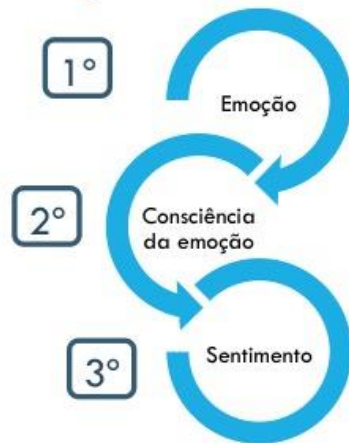 1°
Emoção
2°
Consciência
da emoção
3°
Sentimento